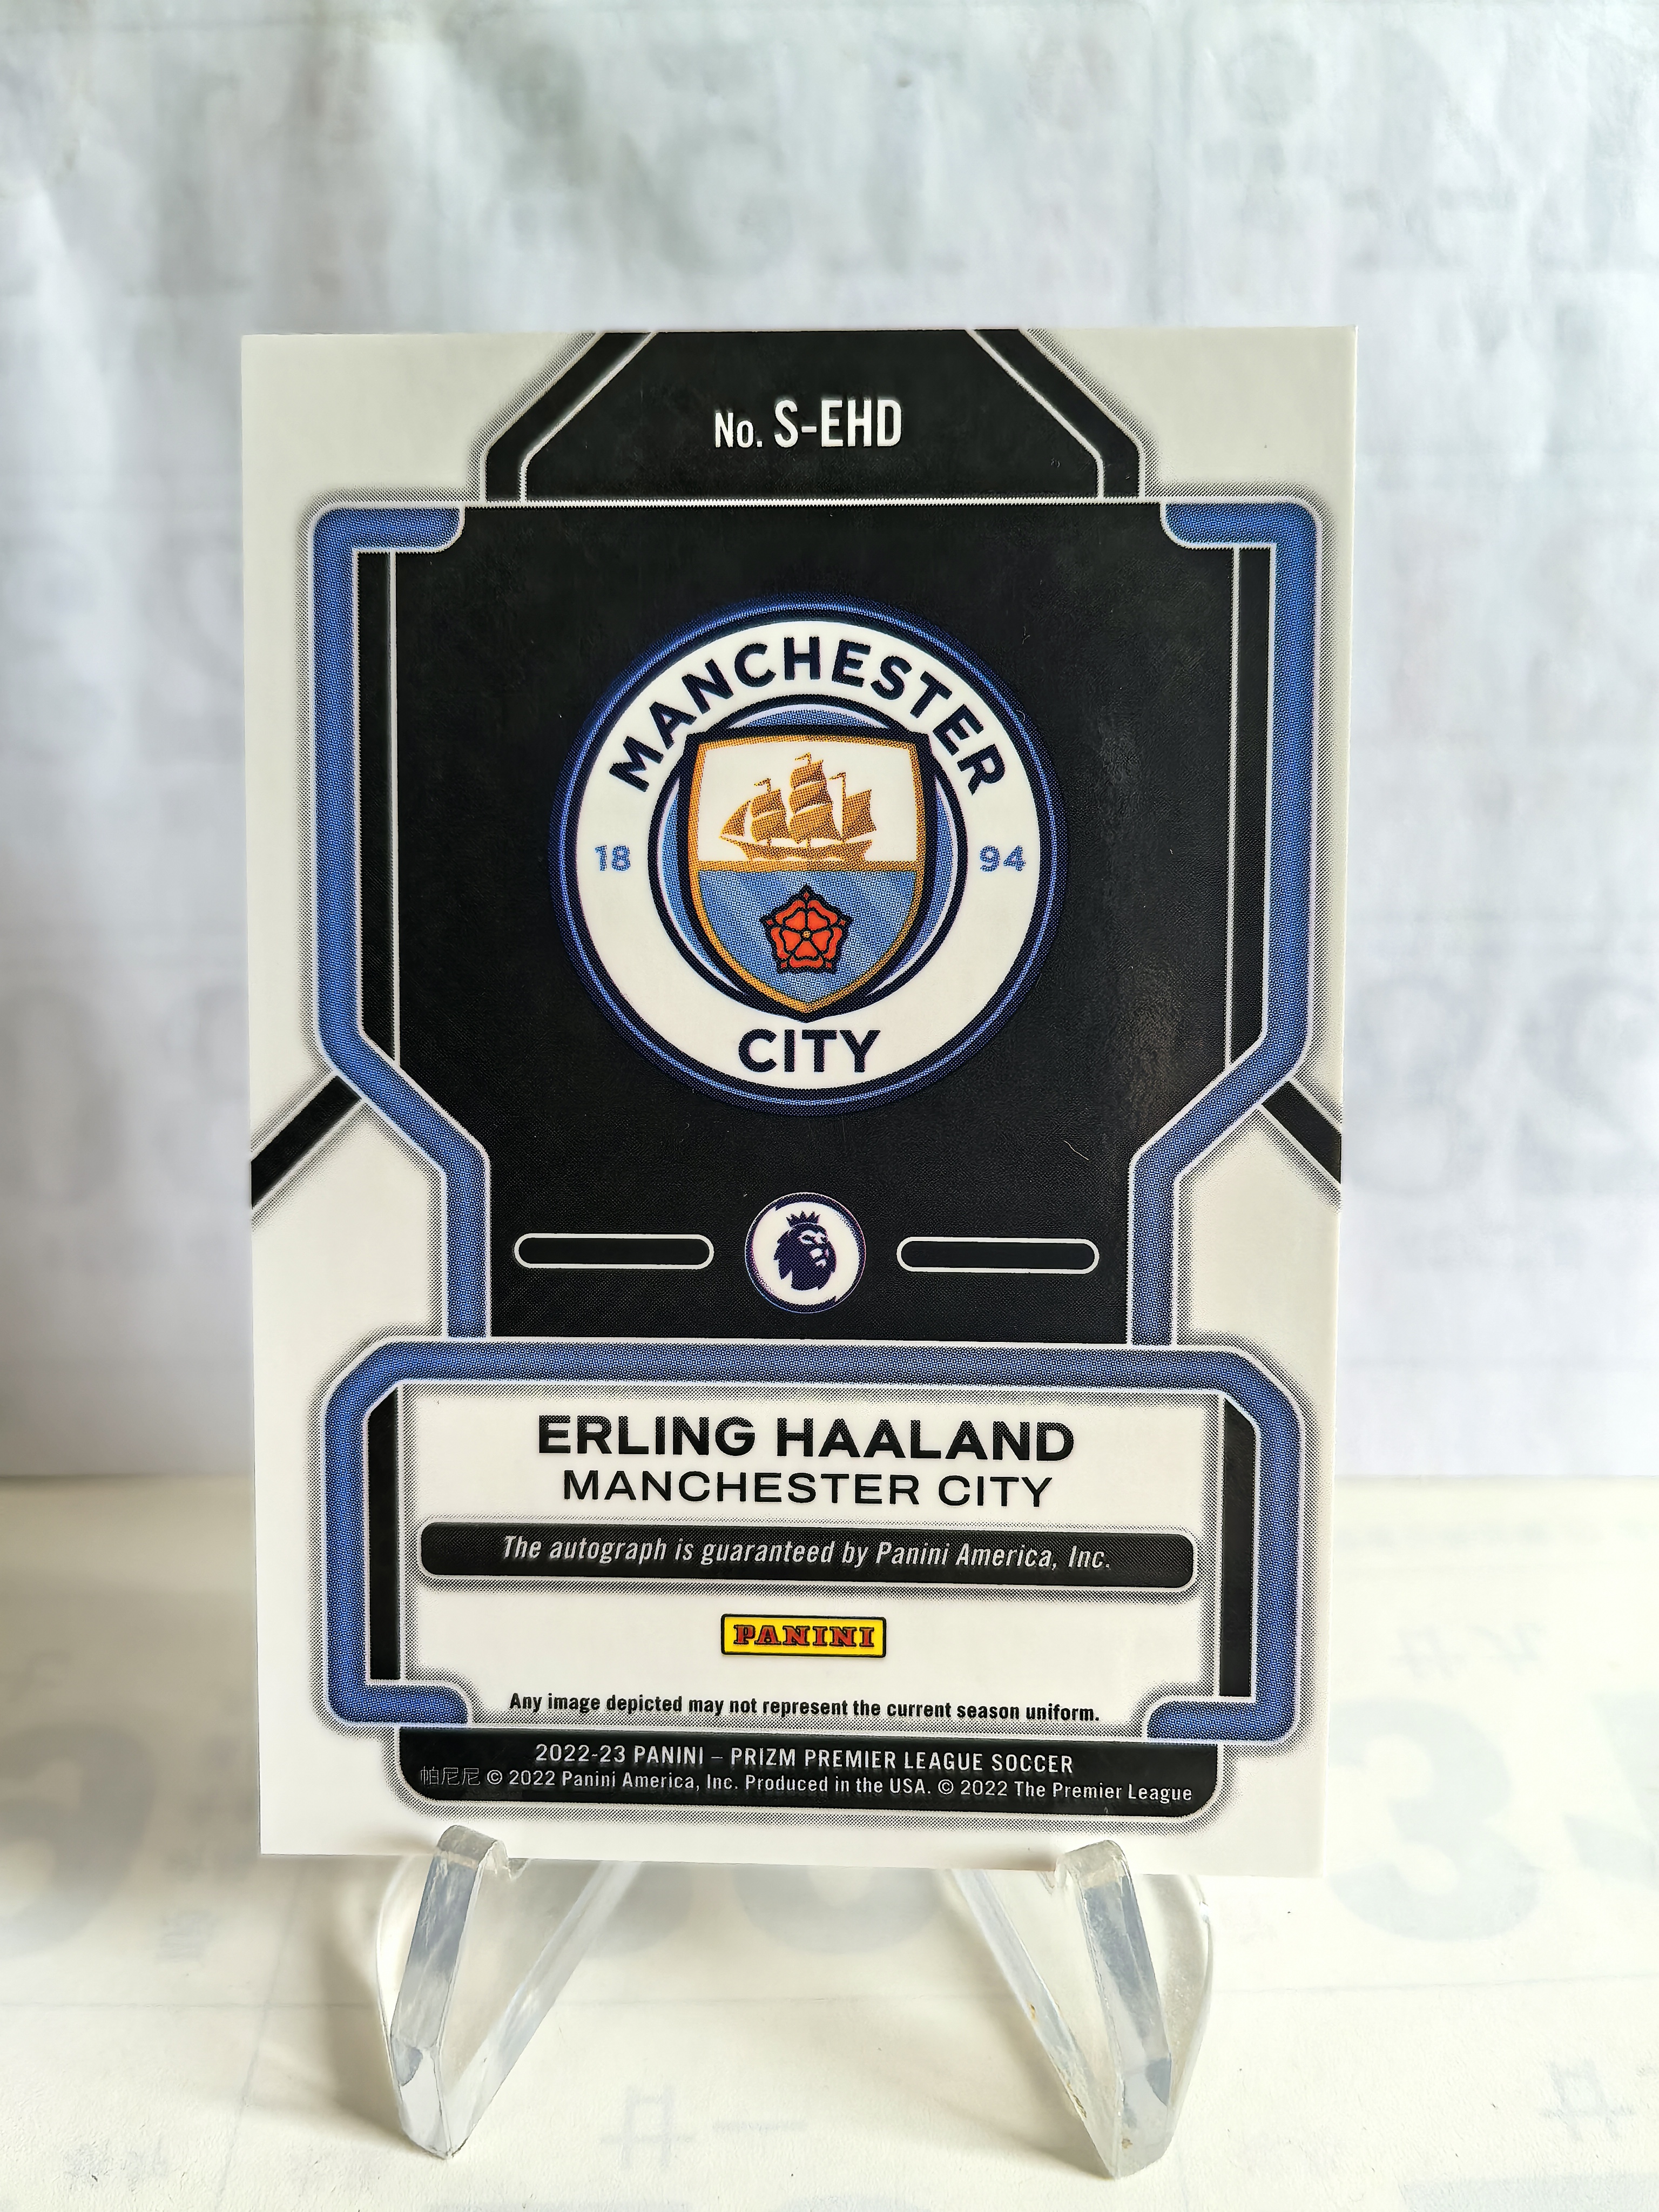 No. S-EHD
MANCHESTER
18 94
CITY
ERLING HAALAND
MANCHESTER CITY
The autograph is guaranteed by Panini America, Inc.
PANINI
Any image depicted may not represent the current season uniform.
2022-23 PANINI – PRIZM PREMIER LEAGUE SOCCER
帕尼尼 © 2022 Panini America, Inc. Produced in the USA. © 2022 The Premier League